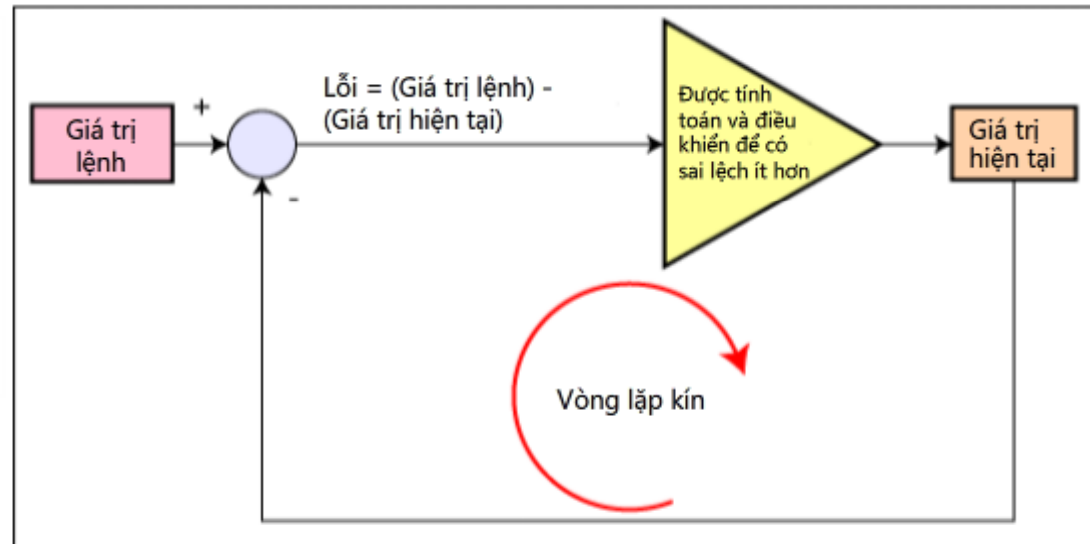 +
Giá trị
lệnh
Lỗi = (Giá trị lệnh) -
(Giá trị hiện tại)
-
Được tính
toán và điều
khiển để có
sai lệch ít hơn
Giá trị
hiện tại
Vòng lặp kín